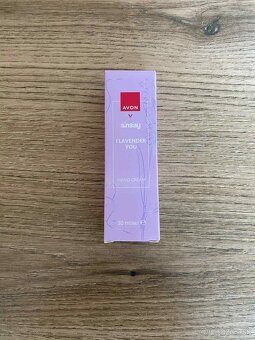 AVON
sinsay
I LAVENDER
YOU
HAND CREAM
30 ml ℮